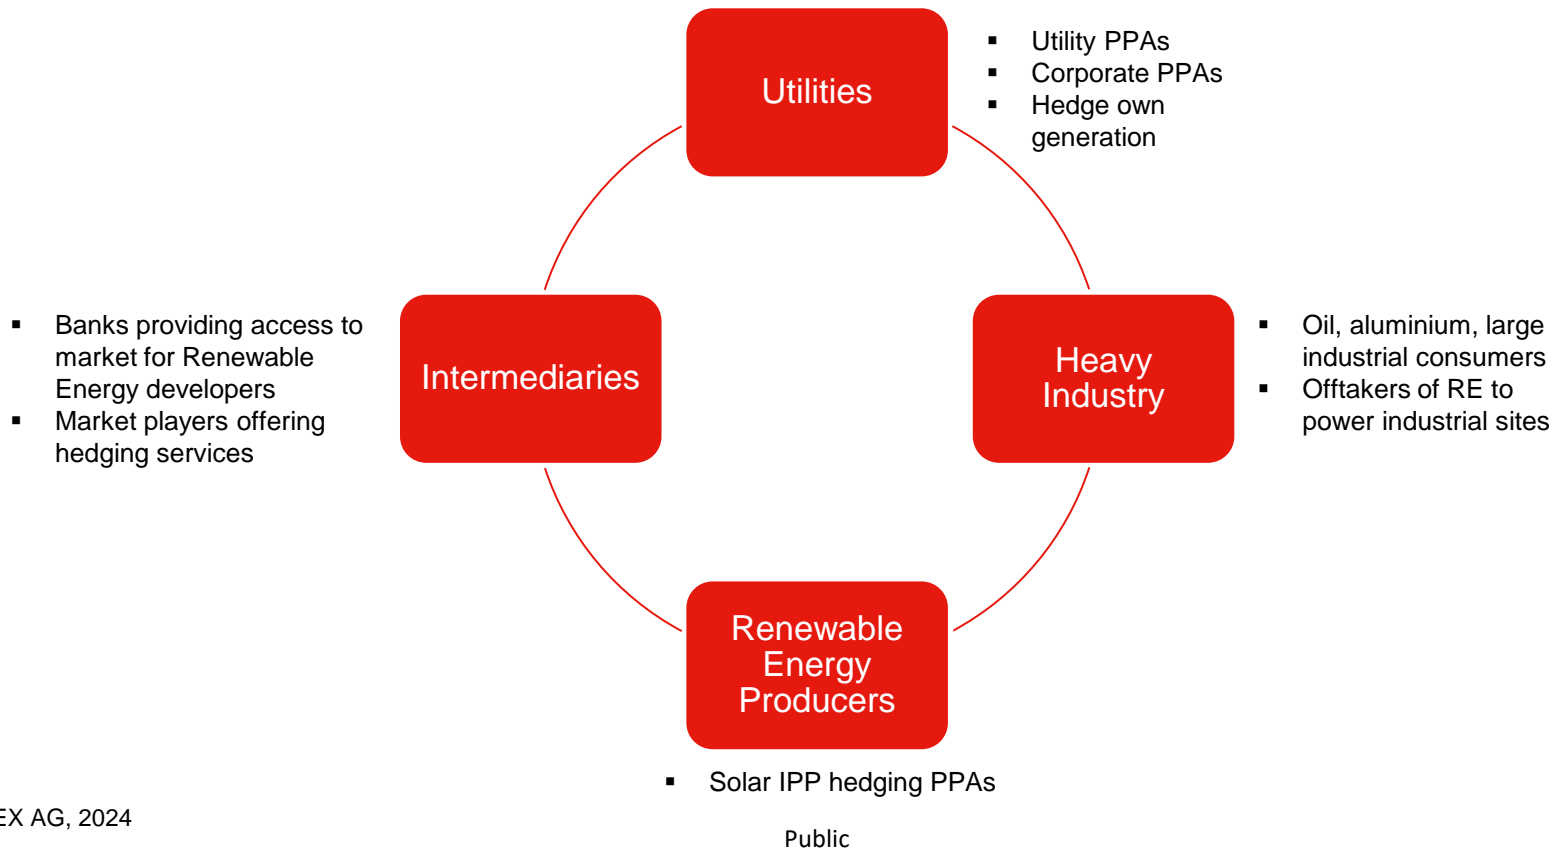 Utilities
▪ Utility PPAs
▪ Corporate PPAs
▪ Hedge own
generation
▪ Banks providing access to
market for Renewable
Energy developers
▪ Market players offering
hedging services
Intermediaries
Heavy
Industry
▪ Oil, aluminium, large
industrial consumers
▪ Offtakers of RE to
power industrial sites
Renewable
Energy
Producers
▪ Solar IPP hedging PPAs
EX AG, 2024
Public